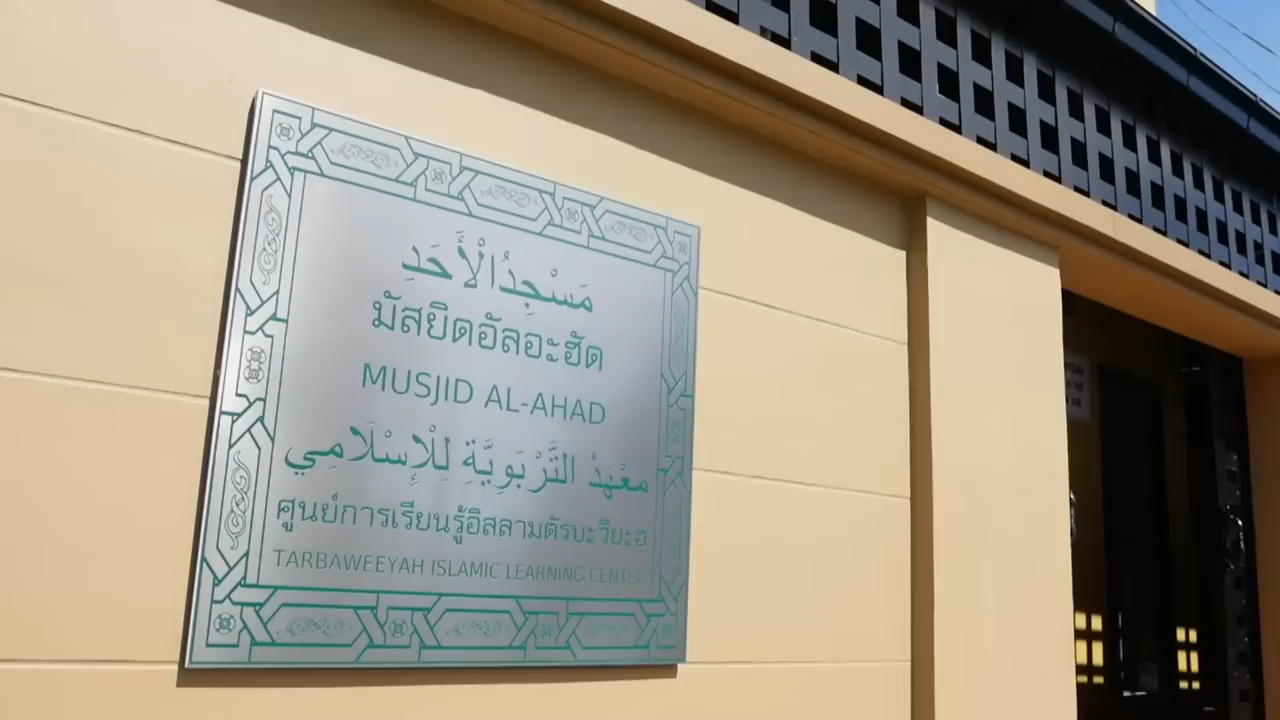 مَسْجِدُ الْأَحَدِ
มัสยิดอัลอะฮัด
MUSJID AL-AHAD
معْهَدْ التَّرْبَوِيَّةِ لِلْإِسْلَامِي
ศูนย์การเรียนรู้อิสลามตัรบะวียะฮ
TARBAWEEYAH ISLAMIC LEARNING CENTER